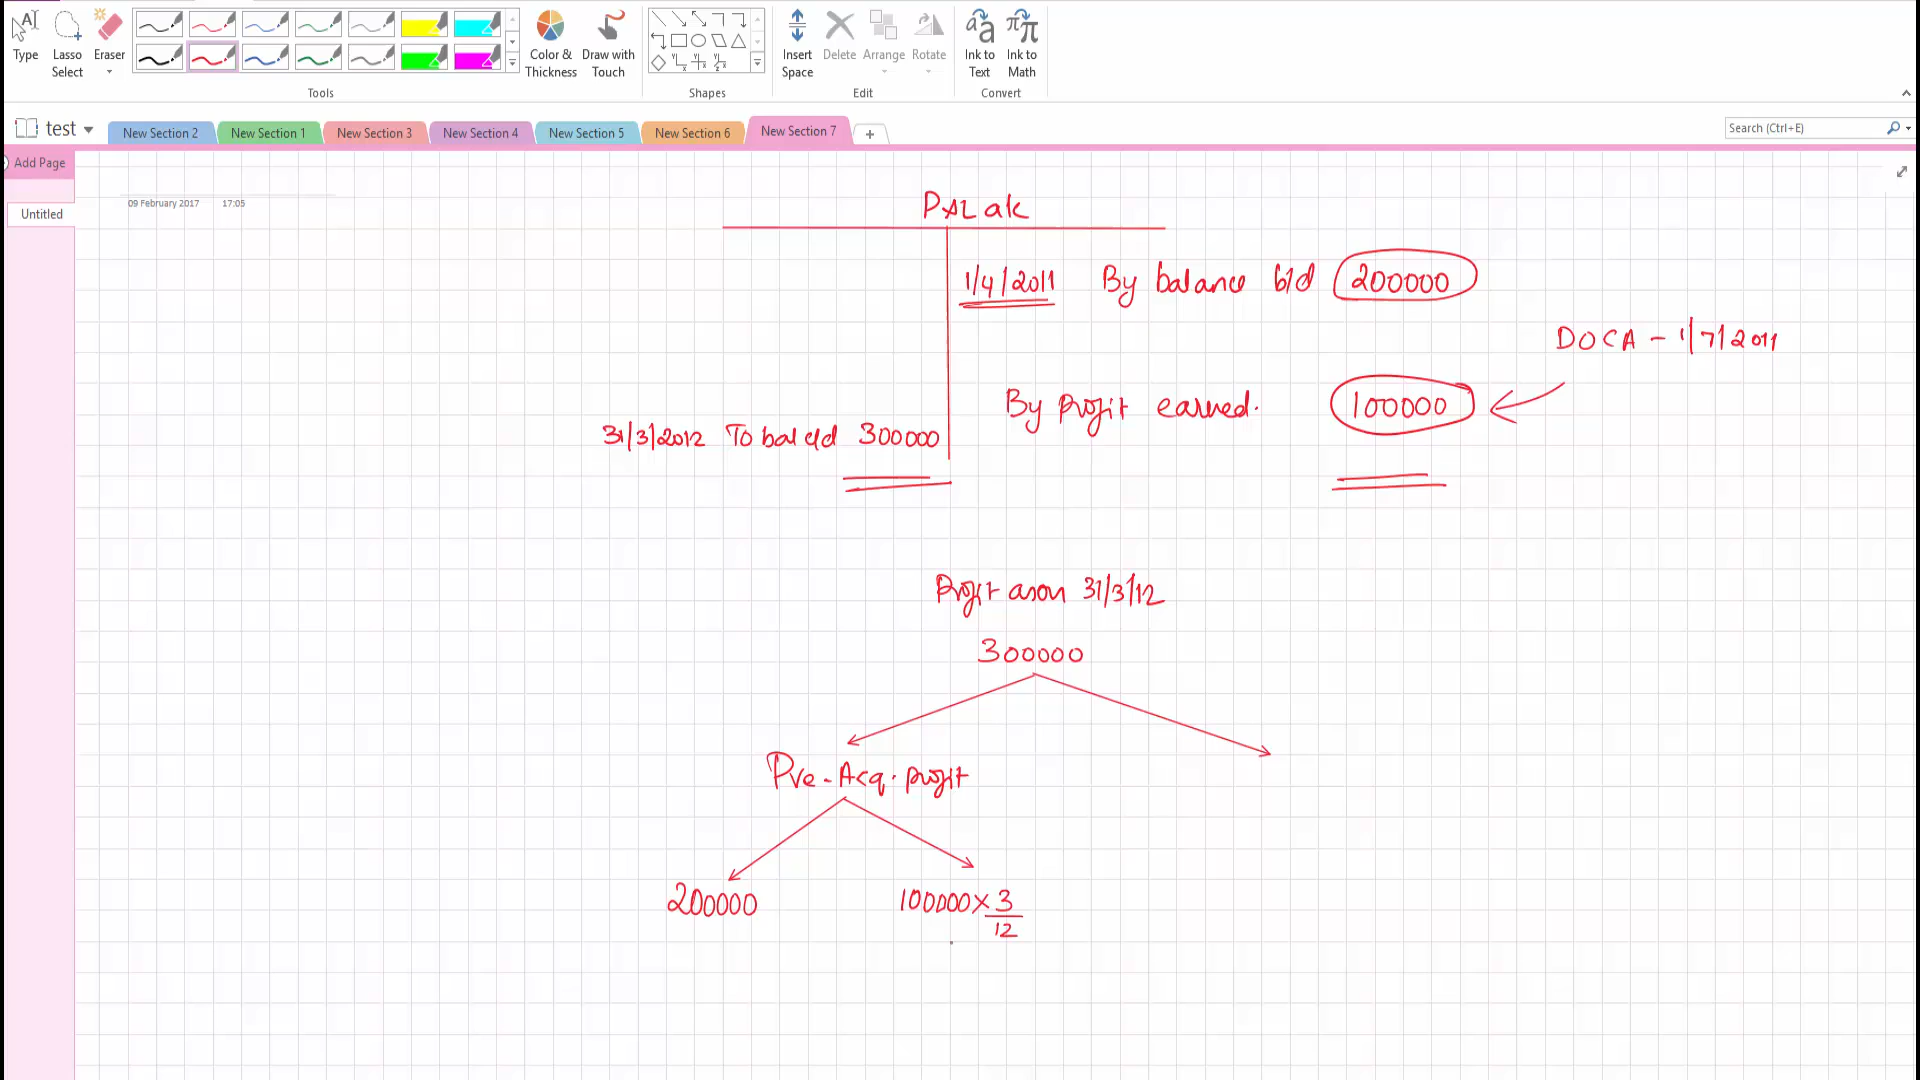 Type
Lasso Select
Eraser
Color & Thickness
Draw with Touch
Insert Space
Delete
Arrange
Rotate
Ink to Text
Ink to Math
Tools
Shapes
Edit
Convert
test
New Section 2
New Section 1
New Section 3
New Section 4
New Section 5
New Section 6
New Section 7
Search (Ctrl+E)
Add Page
Untitled
09 February 2017 17:05
P&L a/c
1/4/2011 By balance b/d 200000
DOCA - 1/7/2011
By profit earned. 100000
31/3/2012 To bal c/d 300000
Profit as on 31/3/12
300000
Pre-Acq. profit
200000
100000 × 3/12